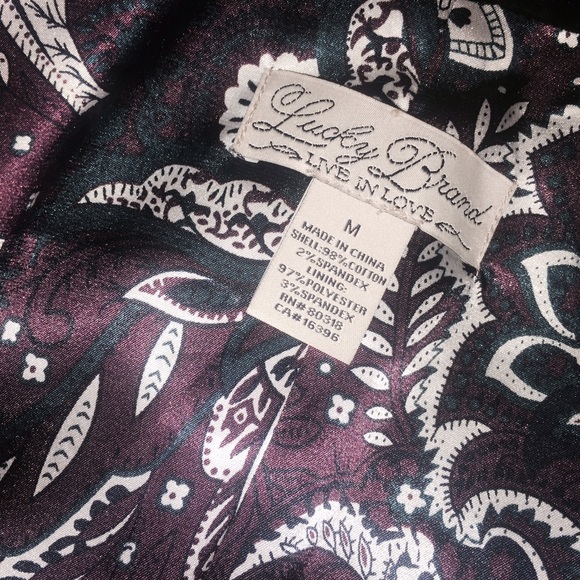 Lucky Brand
LIVE IN LOVE
M
MADE IN CHINA
SHELL:98%COTTON
2%SPANDEX
LINING:
97%POLYESTER
3%SPANDEX
RN# 80318
CA#16396